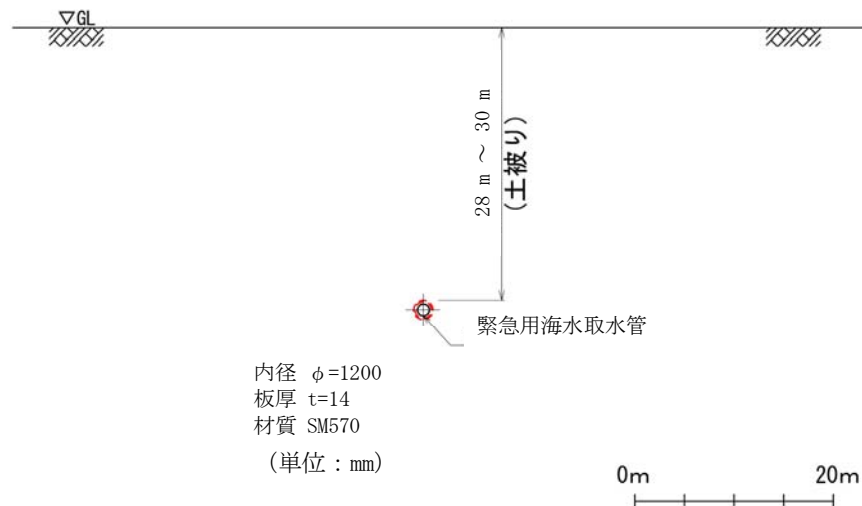 ▽GL
28 m ～ 30 m
(土被り)
緊急用海水取水管
内径 φ=1200
板厚 t=14
材質 SM570
（単位：mm）
0m 20m